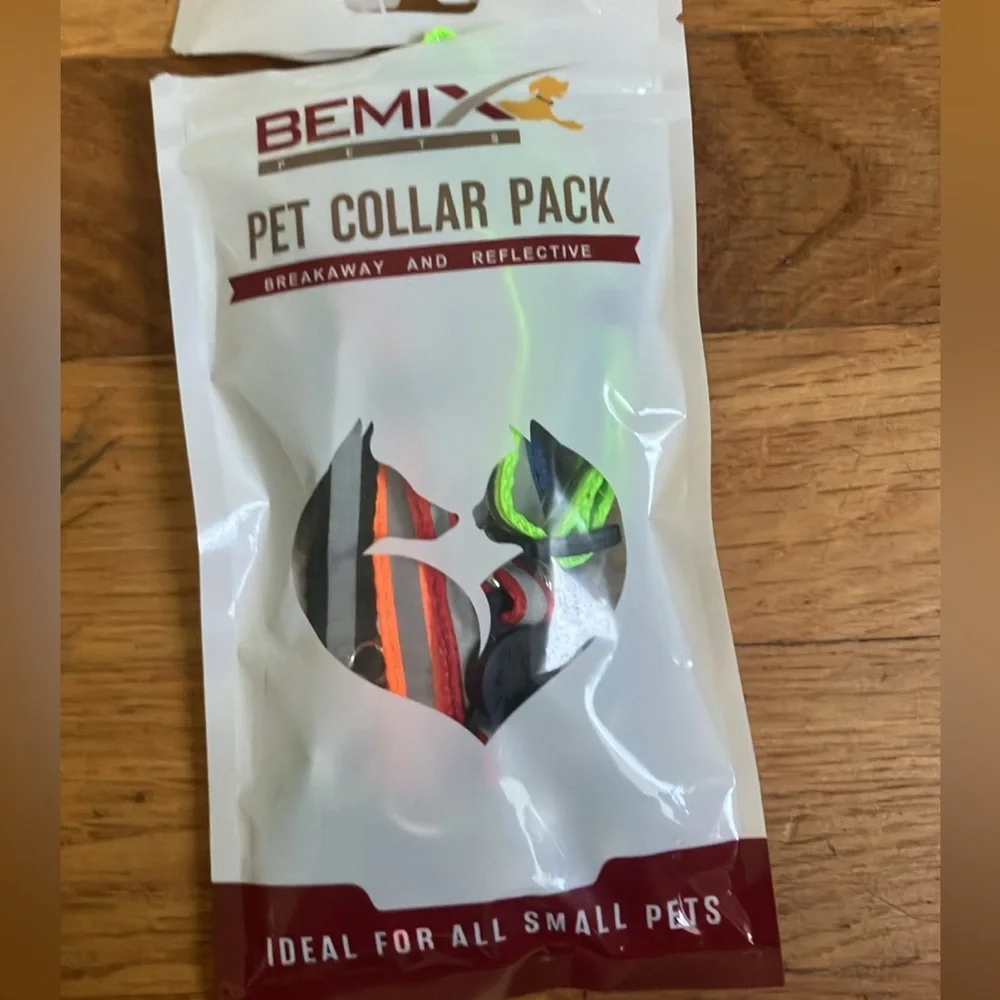 BEMIX
PETS
PET COLLAR PACK
BREAKAWAY AND REFLECTIVE
IDEAL FOR ALL SMALL PETS